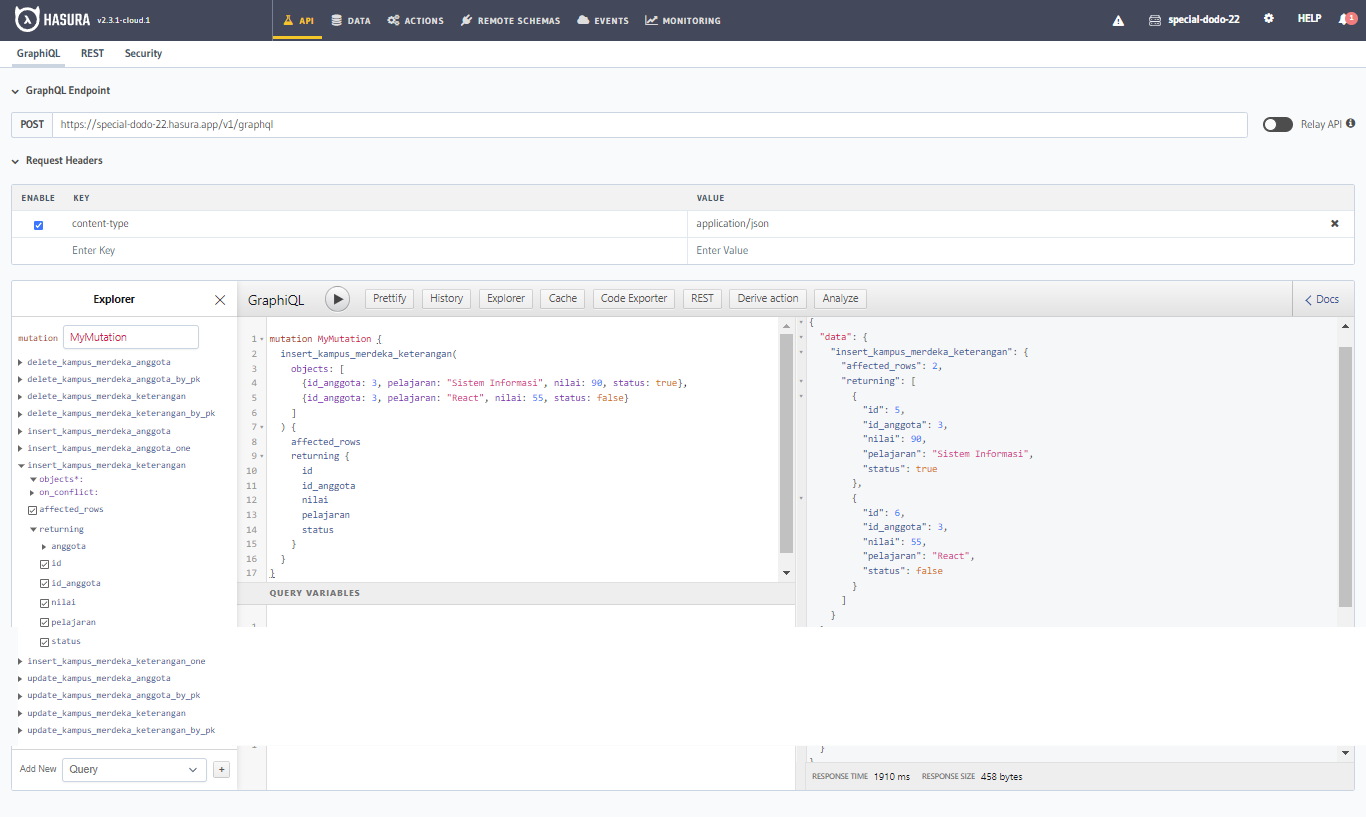 HASURA v2.3.1-cloud.1 API DATA ACTIONS REMOTE SCHEMAS EVENTS MONITORING special-dodo-22 HELP 1
GraphiQL REST Security
GraphQL Endpoint
POST https://special-dodo-22.hasura.app/v1/graphql Relay API
Request Headers
ENABLE KEY VALUE
content-type application/json
Enter Key Enter Value
Explorer
mutation MyMutation
delete_kampus_merdeka_anggota
delete_kampus_merdeka_anggota_by_pk
delete_kampus_merdeka_keterangan
delete_kampus_merdeka_keterangan_by_pk
insert_kampus_merdeka_anggota
insert_kampus_merdeka_anggota_one
insert_kampus_merdeka_keterangan
objects*:
on_conflict:
affected_rows
returning
anggota
id
id_anggota
nilai
pelajaran
status
insert_kampus_merdeka_keterangan_one
update_kampus_merdeka_anggota
update_kampus_merdeka_anggota_by_pk
update_kampus_merdeka_keterangan
update_kampus_merdeka_keterangan_by_pk
Add New Query +
GraphiQL Prettify History Explorer Cache Code Exporter REST Derive action Analyze Docs
1 mutation MyMutation {
2 insert_kampus_merdeka_keterangan(
3 objects: [
4 {id_anggota: 3, pelajaran: "Sistem Informasi", nilai: 90, status: true},
5 {id_anggota: 3, pelajaran: "React", nilai: 55, status: false}
6 ]
7 ) {
8 affected_rows
9 returning {
10 id
11 id_anggota
12 nilai
13 pelajaran
14 status
15 }
16 }
17 }
QUERY VARIABLES
{
"data": {
"insert_kampus_merdeka_keterangan": {
"affected_rows": 2,
"returning": [
{
"id": 5,
"id_anggota": 3,
"nilai": 90,
"pelajaran": "Sistem Informasi",
"status": true
},
{
"id": 6,
"id_anggota": 3,
"nilai": 55,
"pelajaran": "React",
"status": false
}
]
}
}
RESPONSE TIME 1910 ms RESPONSE SIZE 458 bytes